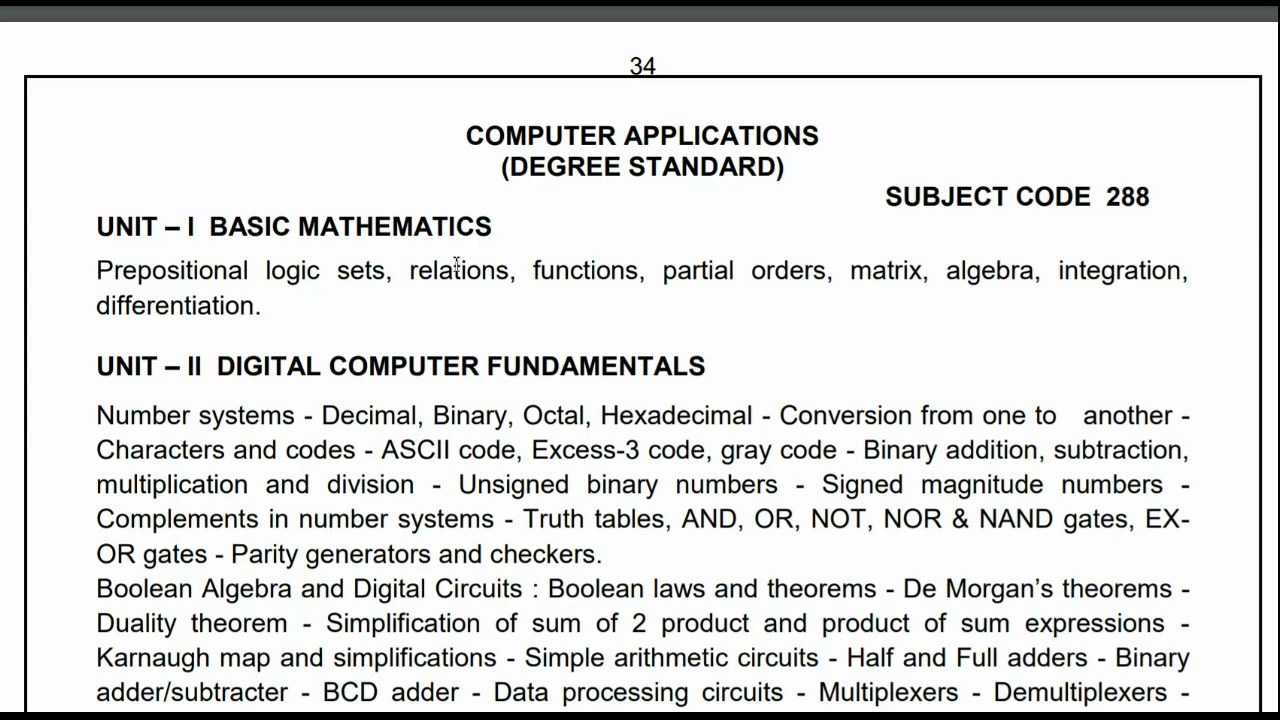 34
COMPUTER APPLICATIONS
(DEGREE STANDARD)
SUBJECT CODE 288
UNIT – I BASIC MATHEMATICS
Prepositional logic sets, relations, functions, partial orders, matrix, algebra, integration,
differentiation.
UNIT – II DIGITAL COMPUTER FUNDAMENTALS
Number systems - Decimal, Binary, Octal, Hexadecimal - Conversion from one to another -
Characters and codes - ASCII code, Excess-3 code, gray code - Binary addition, subtraction,
multiplication and division - Unsigned binary numbers - Signed magnitude numbers -
Complements in number systems - Truth tables, AND, OR, NOT, NOR & NAND gates, EX-
OR gates - Parity generators and checkers.
Boolean Algebra and Digital Circuits : Boolean laws and theorems - De Morgan’s theorems -
Duality theorem - Simplification of sum of 2 product and product of sum expressions -
Karnaugh map and simplifications - Simple arithmetic circuits - Half and Full adders - Binary
adder/subtracter - BCD adder - Data processing circuits - Multiplexers - Demultiplexers -